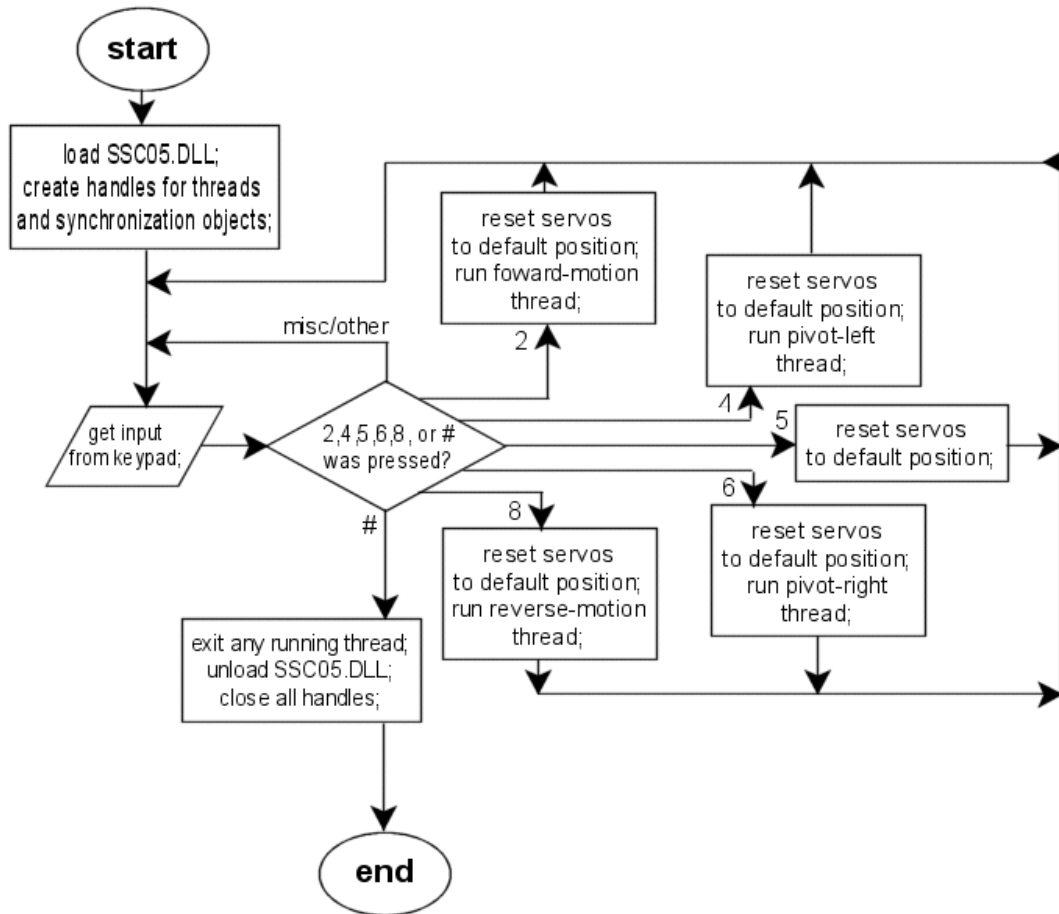 start
load SSC05.DLL;
create handles for threads
and synchronization objects;
reset servos
to default position;
run foward-motion
thread;
reset servos
to default position;
run pivot-left
thread;
misc/other
2
4
5
get input
from keypad;
2,4,5,6,8, or #
was pressed?
reset servos
to default position;
6
8
#
reset servos
to default position;
run reverse-motion
thread;
reset servos
to default position;
run pivot-right
thread;
exit any running thread;
unload SSC05.DLL;
close all handles;
end